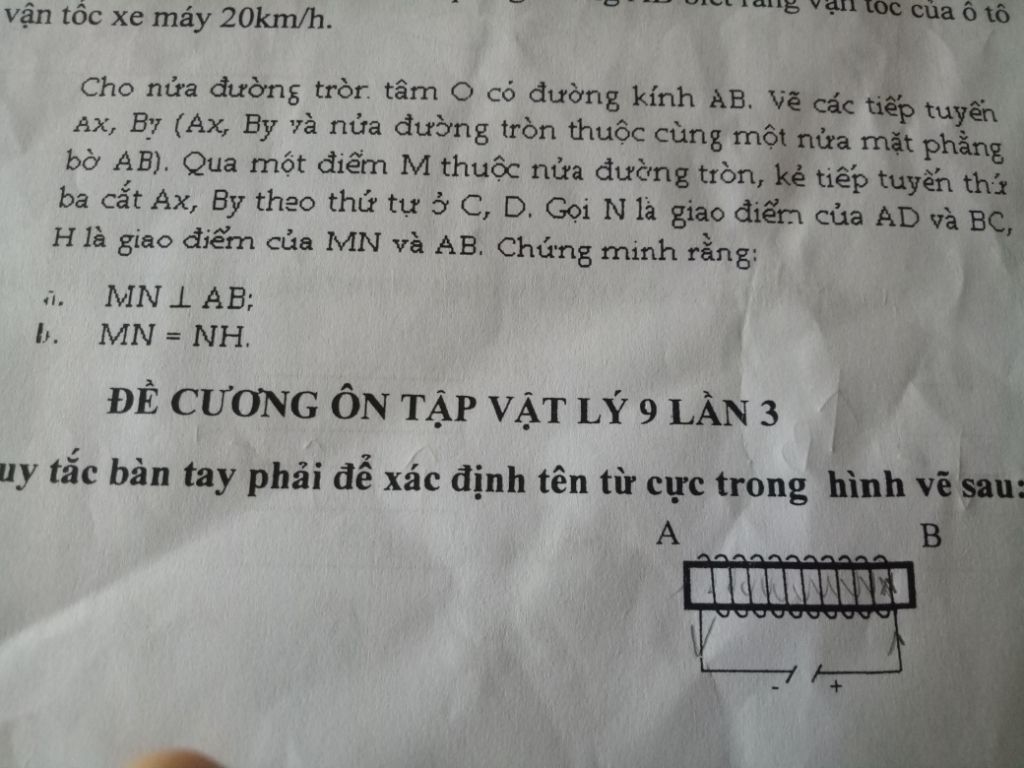 vận tốc của ô tô
vận tốc xe máy 20km/h.
Cho nửa đường tròn tâm O có đường kính AB. Vẽ các tiếp tuyến
Ax, By (Ax, By và nửa đường tròn thuộc cùng một nửa mặt phẳng
bờ AB). Qua một điểm M thuộc nửa đường tròn, kẻ tiếp tuyến thứ
ba cắt Ax, By theo thứ tự ở C, D. Gọi N là giao điểm của AD và BC,
H là giao điểm của MN và AB. Chứng minh rằng:
a. MN ⊥ AB;
b. MN = NH.
ĐỀ CƯƠNG ÔN TẬP VẬT LÝ 9 LẦN 3
uy tắc bàn tay phải để xác định tên từ cực trong hình vẽ sau:
A B
- +